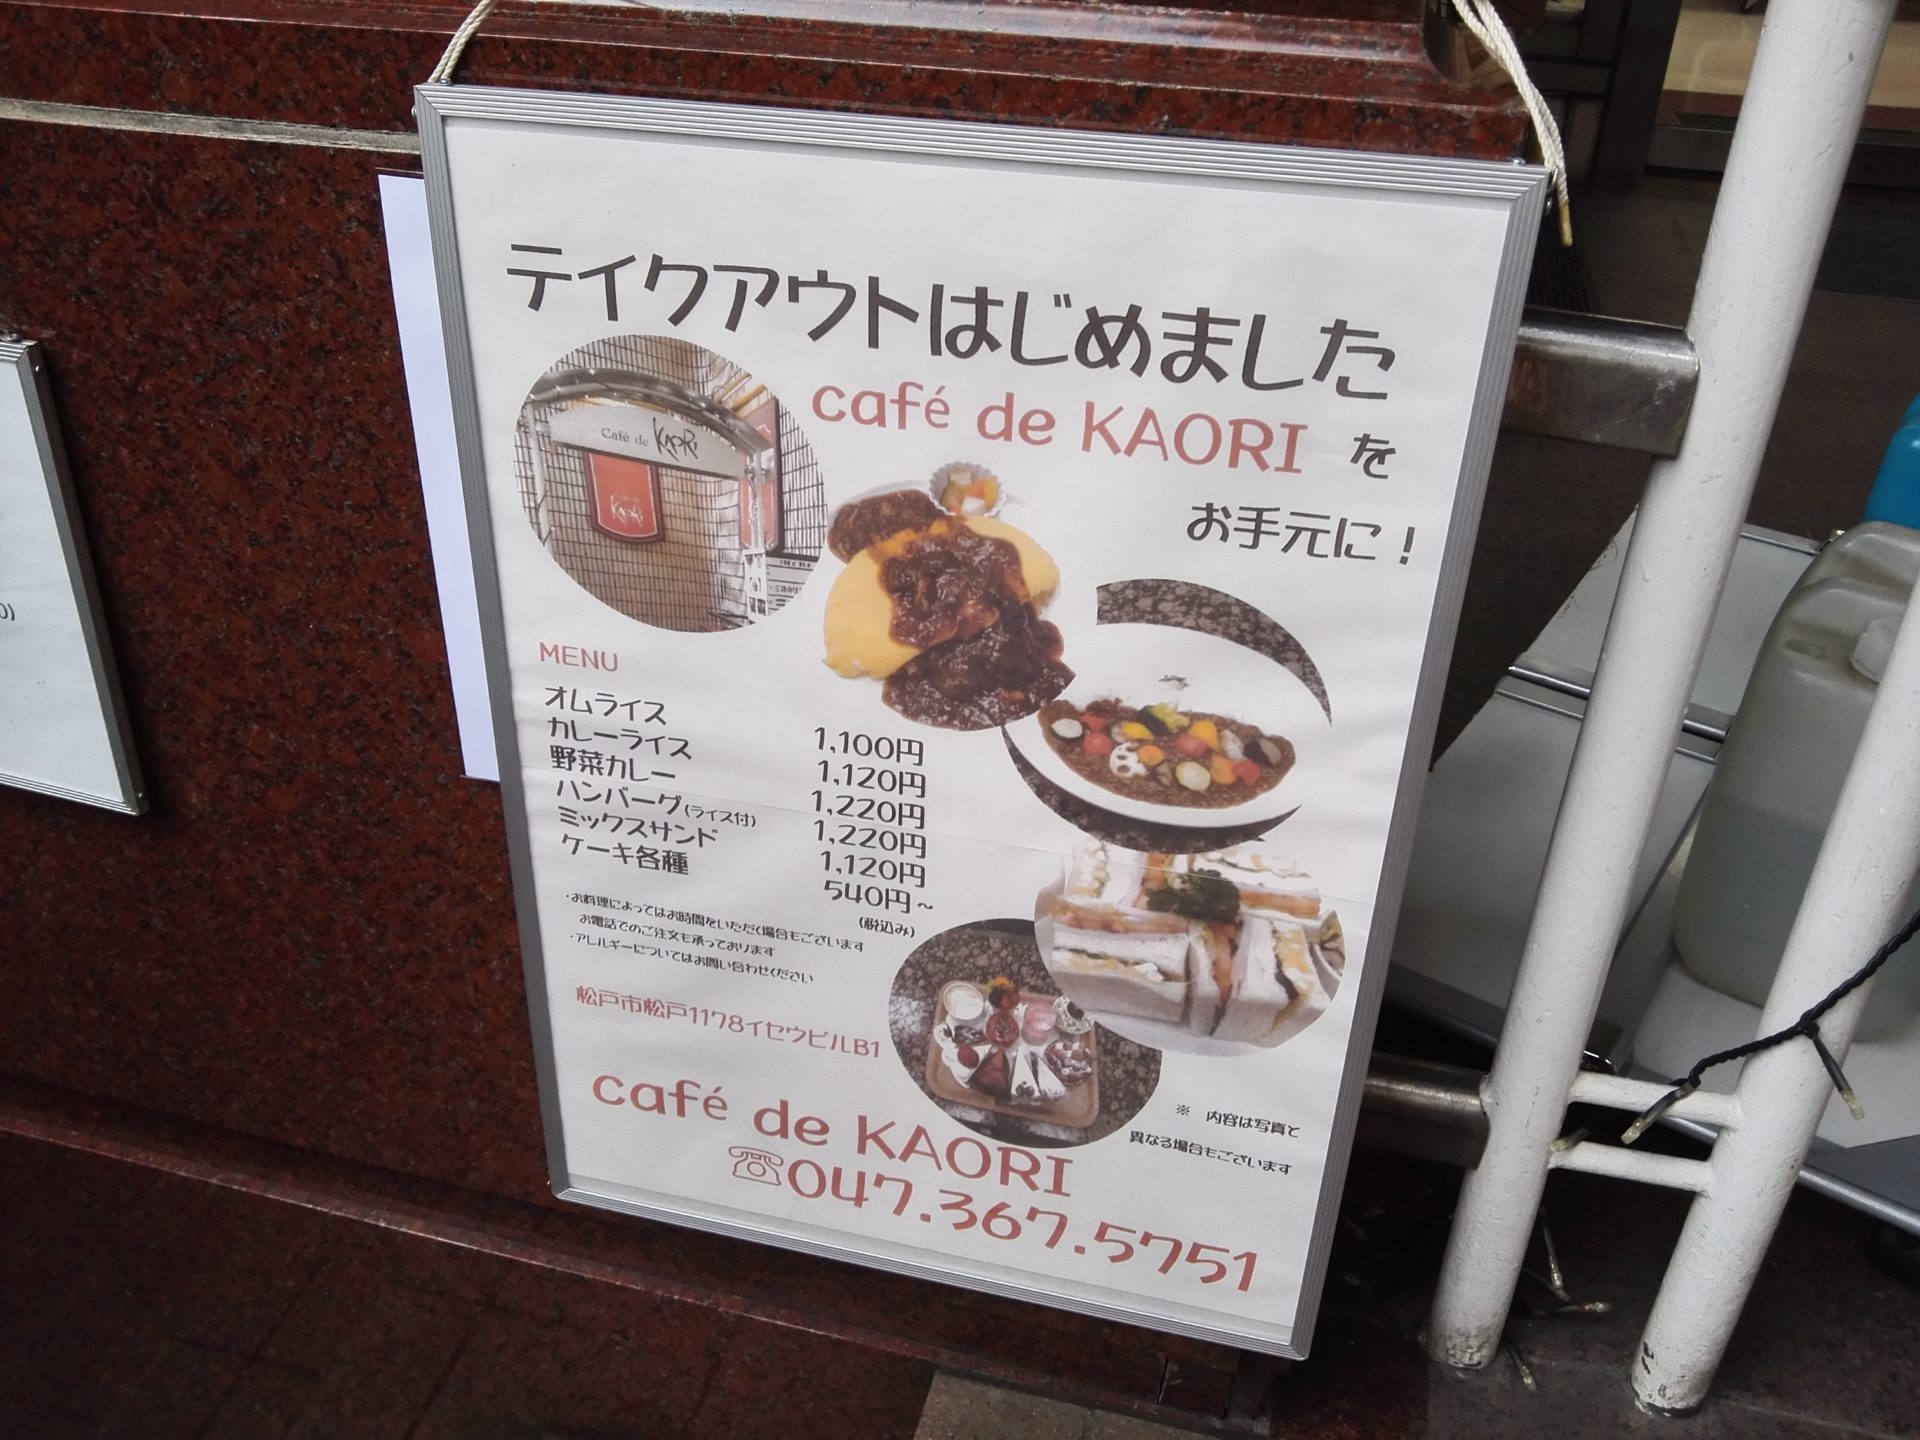 テイクアウトはじめました
café de KAORI を
お手元に!
Café de KAORI
KAORI
MENU
オムライス 1,100円
カレーライス 1,120円
野菜カレー 1,220円
ハンバーグ(ライス付) 1,220円
ミックスサンド 1,120円
ケーキ各種 540円~
(税込み)
・お料理によってはお時間をいただく場合もございます
お電話でのご注文も承っております
・アレルギーについてはお問い合わせください
松戸市松戸1178イセウビルB1
café de KAORI
☎047.367.5751
※ 内容は写真と
異なる場合もございます